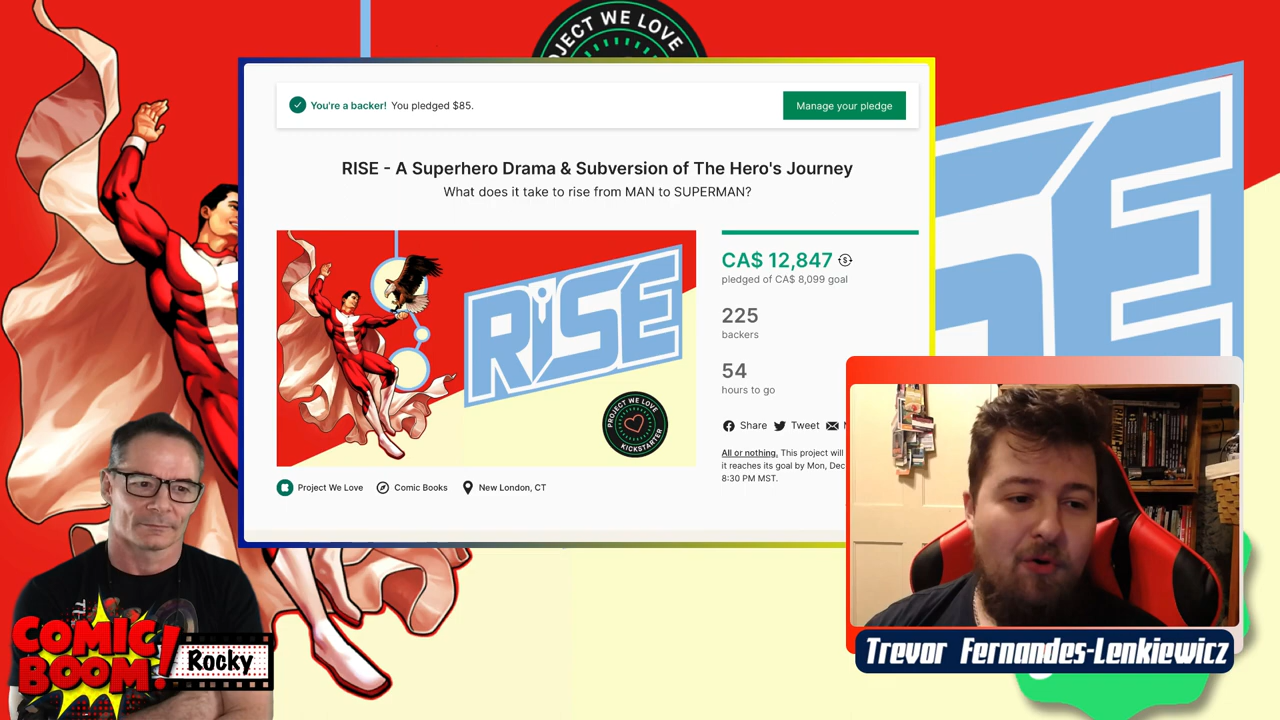 PROJECT WE LOVE
You're a backer! You pledged $85.
Manage your pledge
RISE - A Superhero Drama & Subversion of The Hero's Journey
What does it take to rise from MAN to SUPERMAN?
RISE
PROJECT WE LOVE
KICKSTARTER
CA$ 12,847
pledged of CA$ 8,099 goal
225
backers
54
hours to go
Share Tweet
All or nothing. This project will
it reaches its goal by Mon, Dec
8:30 PM MST.
Project We Love Comic Books New London, CT
COMIC
BOOM!
Rocky
Trevor Fernandes-Lenkiewicz